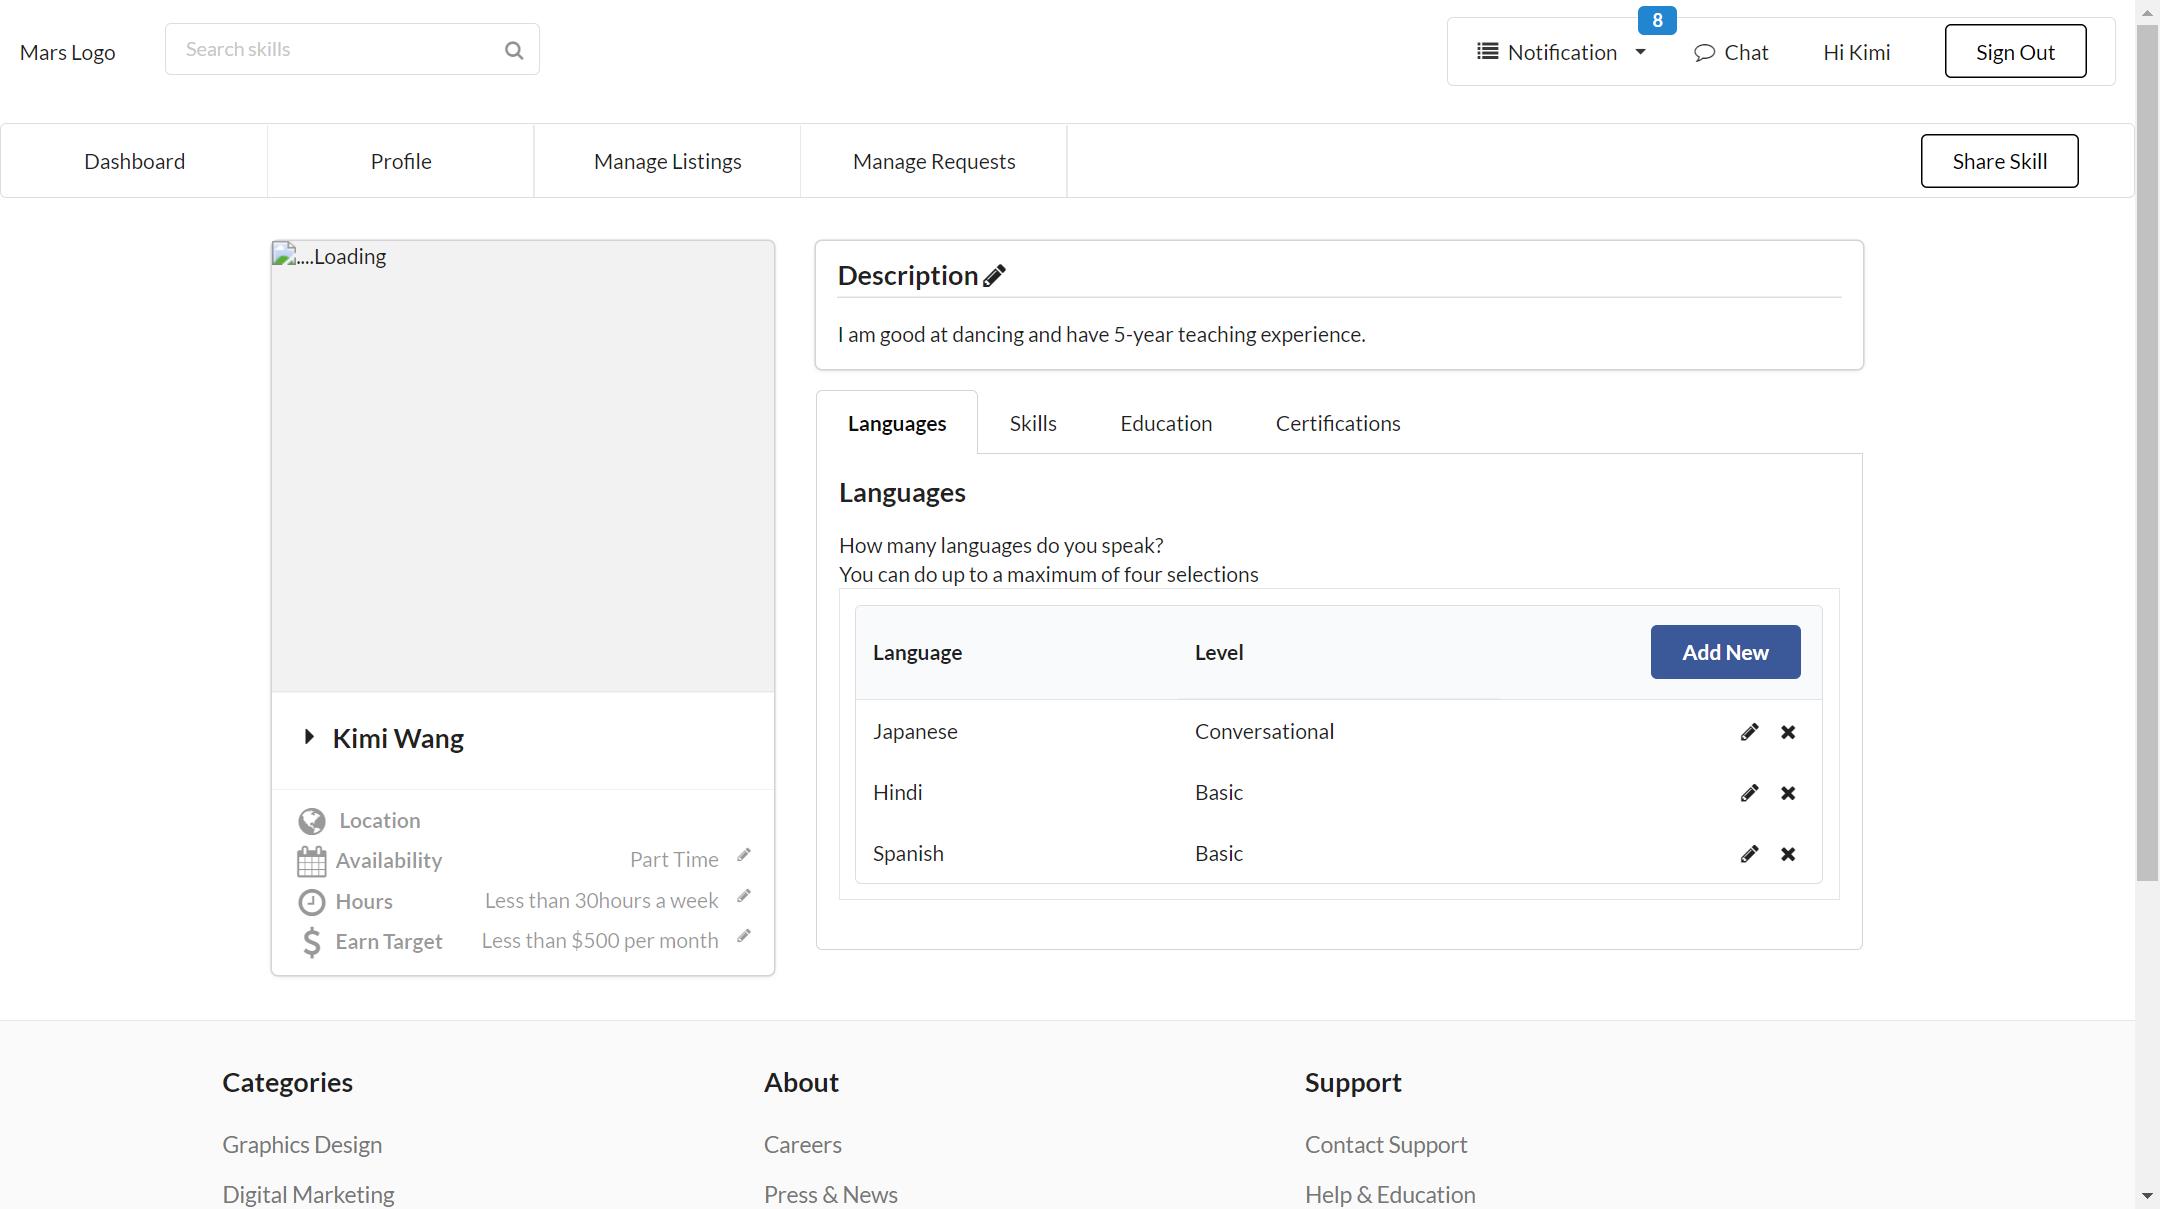 Mars Logo
Search skills
8
Notification
Chat
Hi Kimi
Sign Out
Dashboard
Profile
Manage Listings
Manage Requests
Share Skill
....Loading
Kimi Wang
Location
Availability Part Time
Hours Less than 30hours a week
Earn Target Less than $500 per month
Description
I am good at dancing and have 5-year teaching experience.
Languages
Skills
Education
Certifications
Languages
How many languages do you speak?
You can do up to a maximum of four selections
Language Level Add New
Japanese Conversational
Hindi Basic
Spanish Basic
Categories
Graphics Design
Digital Marketing
About
Careers
Press & News
Support
Contact Support
Help & Education